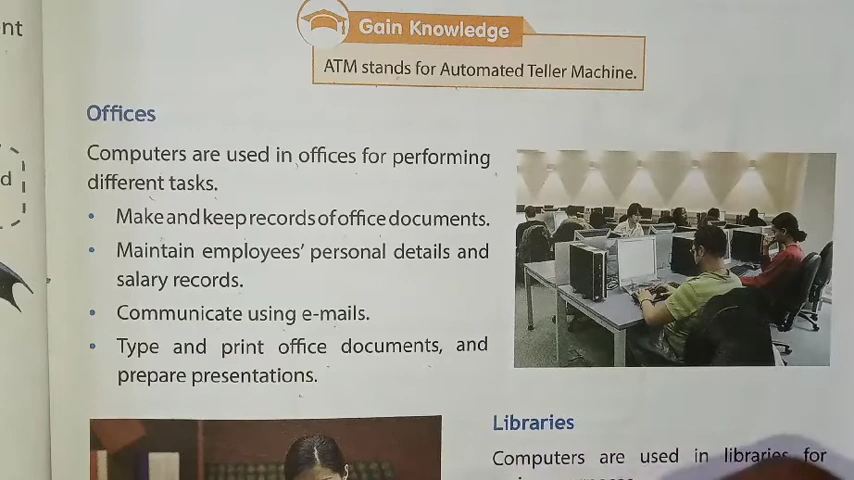 nt
d
Gain Knowledge
ATM stands for Automated Teller Machine.
Offices
Computers are used in offices for performing
different tasks.
• Make and keep records of office documents.
• Maintain employees' personal details and
salary records.
• Communicate using e-mails.
• Type and print office documents, and
prepare presentations.
Libraries
Computers are used in libraries for